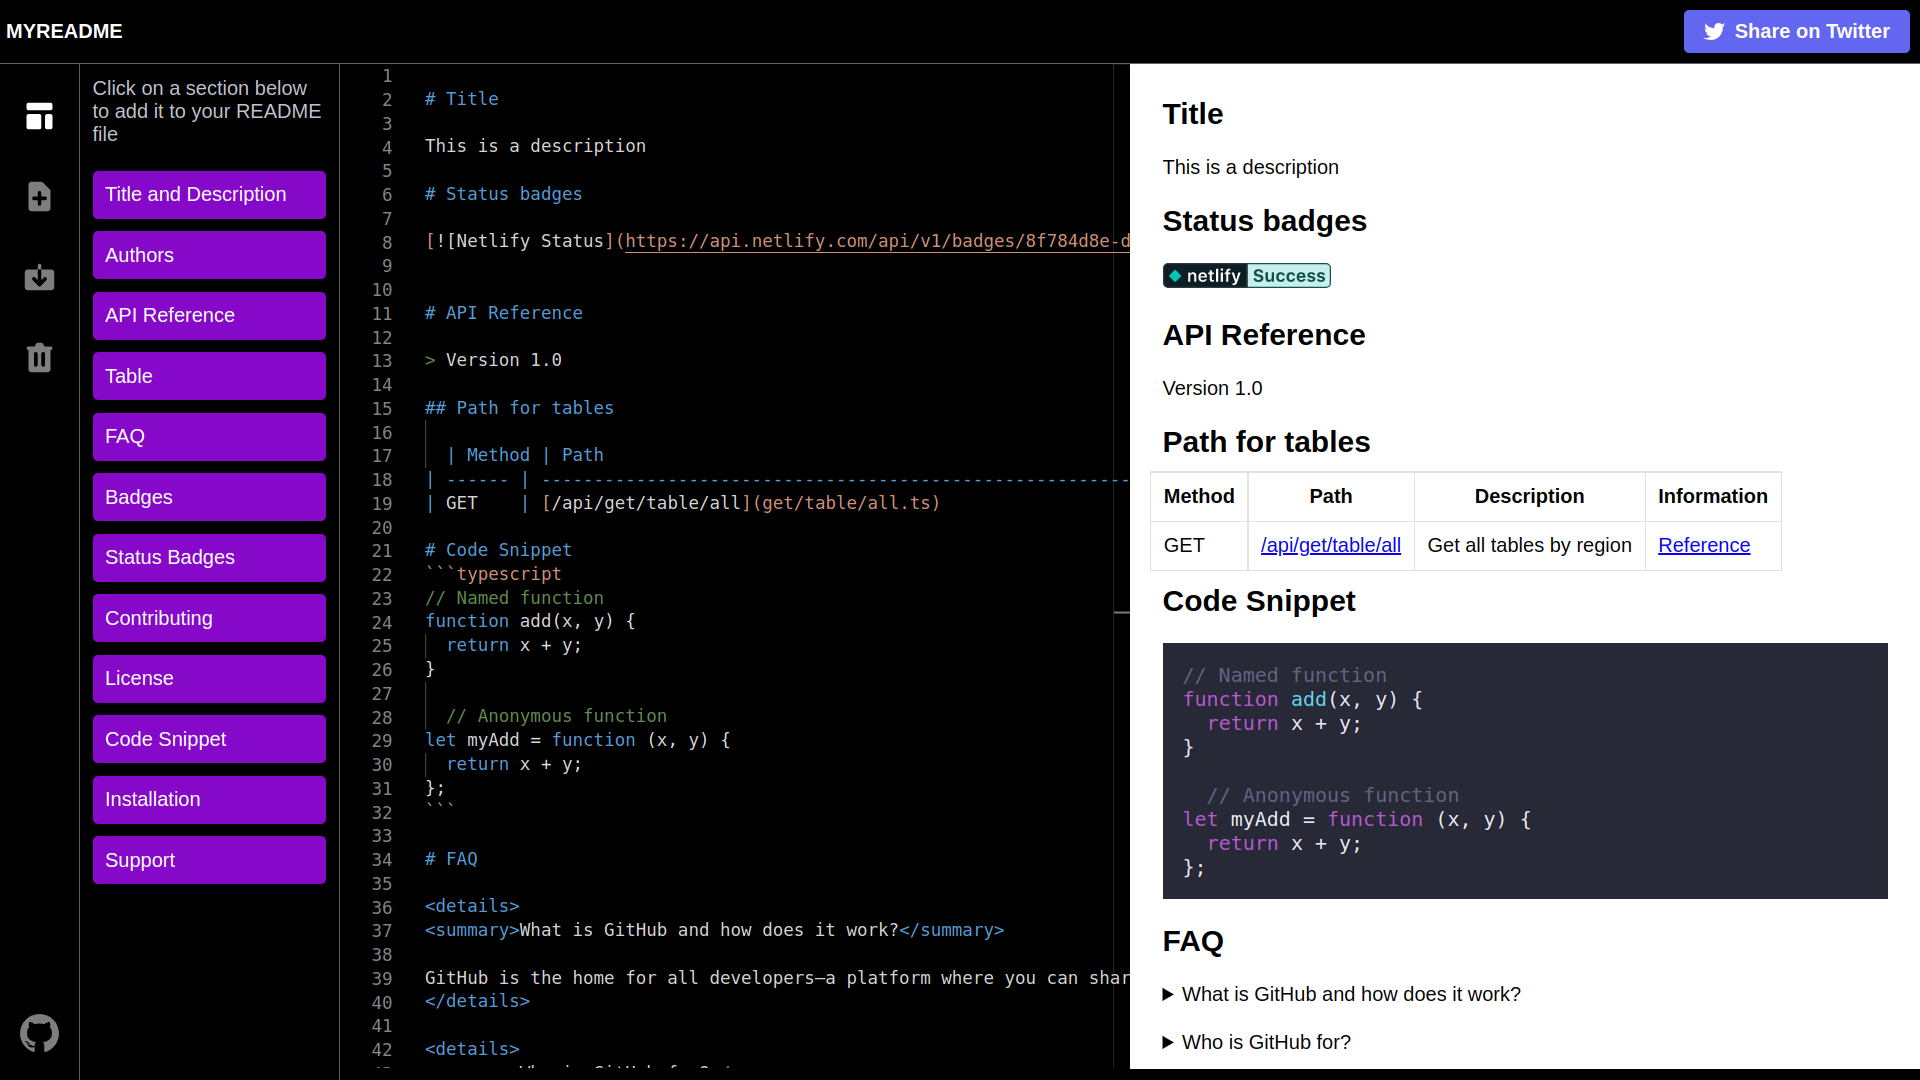 MYREADME
Share on Twitter
Click on a section below
to add it to your README
file
Title and Description
Authors
API Reference
Table
FAQ
Badges
Status Badges
Contributing
License
Code Snippet
Installation
Support
1
2 # Title
3
4 This is a description
5
6 # Status badges
7
8 [![Netlify Status](https://api.netlify.com/api/v1/badges/8f784d8e-d
9
10
11 # API Reference
12
13 > Version 1.0
14
15 ## Path for tables
16
17 | Method | Path
18 | ------ | --------------------------------------------------------
19 | GET    | [/api/get/table/all](get/table/all.ts)
20
21 # Code Snippet
22 ```typescript
23 // Named function
24 function add(x, y) {
25   return x + y;
26 }
27
28   // Anonymous function
29 let myAdd = function (x, y) {
30   return x + y;
31 };
32 ```
33
34 # FAQ
35
36 <details>
37 <summary>What is GitHub and how does it work?</summary>
38
39 GitHub is the home for all developers—a platform where you can shar
40 </details>
41
42 <details>
Title
This is a description
Status badges
netlify Success
API Reference
Version 1.0
Path for tables
Method Path Description Information
GET /api/get/table/all Get all tables by region Reference
Code Snippet
// Named function
function add(x, y) {
  return x + y;
}
  // Anonymous function
let myAdd = function (x, y) {
  return x + y;
};
FAQ
What is GitHub and how does it work?
Who is GitHub for?